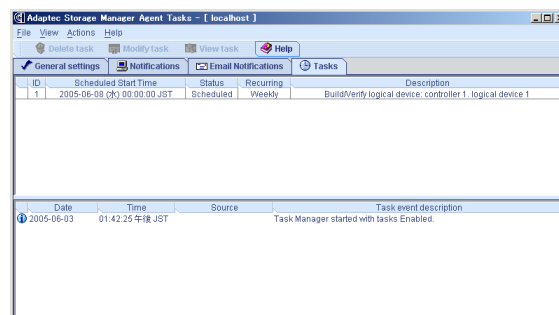 Adaptec Storage Manager Agent Tasks - [ localhost ]
File View Actions Help
Delete task Modify task View task Help
General settings Notifications Email Notifications Tasks
ID Scheduled Start Time Status Recurring Description
1 2005-06-08 (水) 00:00:00 JST Scheduled Weekly Build/Verify logical device: controller 1. logical device 1
Date Time Source Task event description
2005-06-03 01:42:25 午後 JST Task Manager started with tasks Enabled.